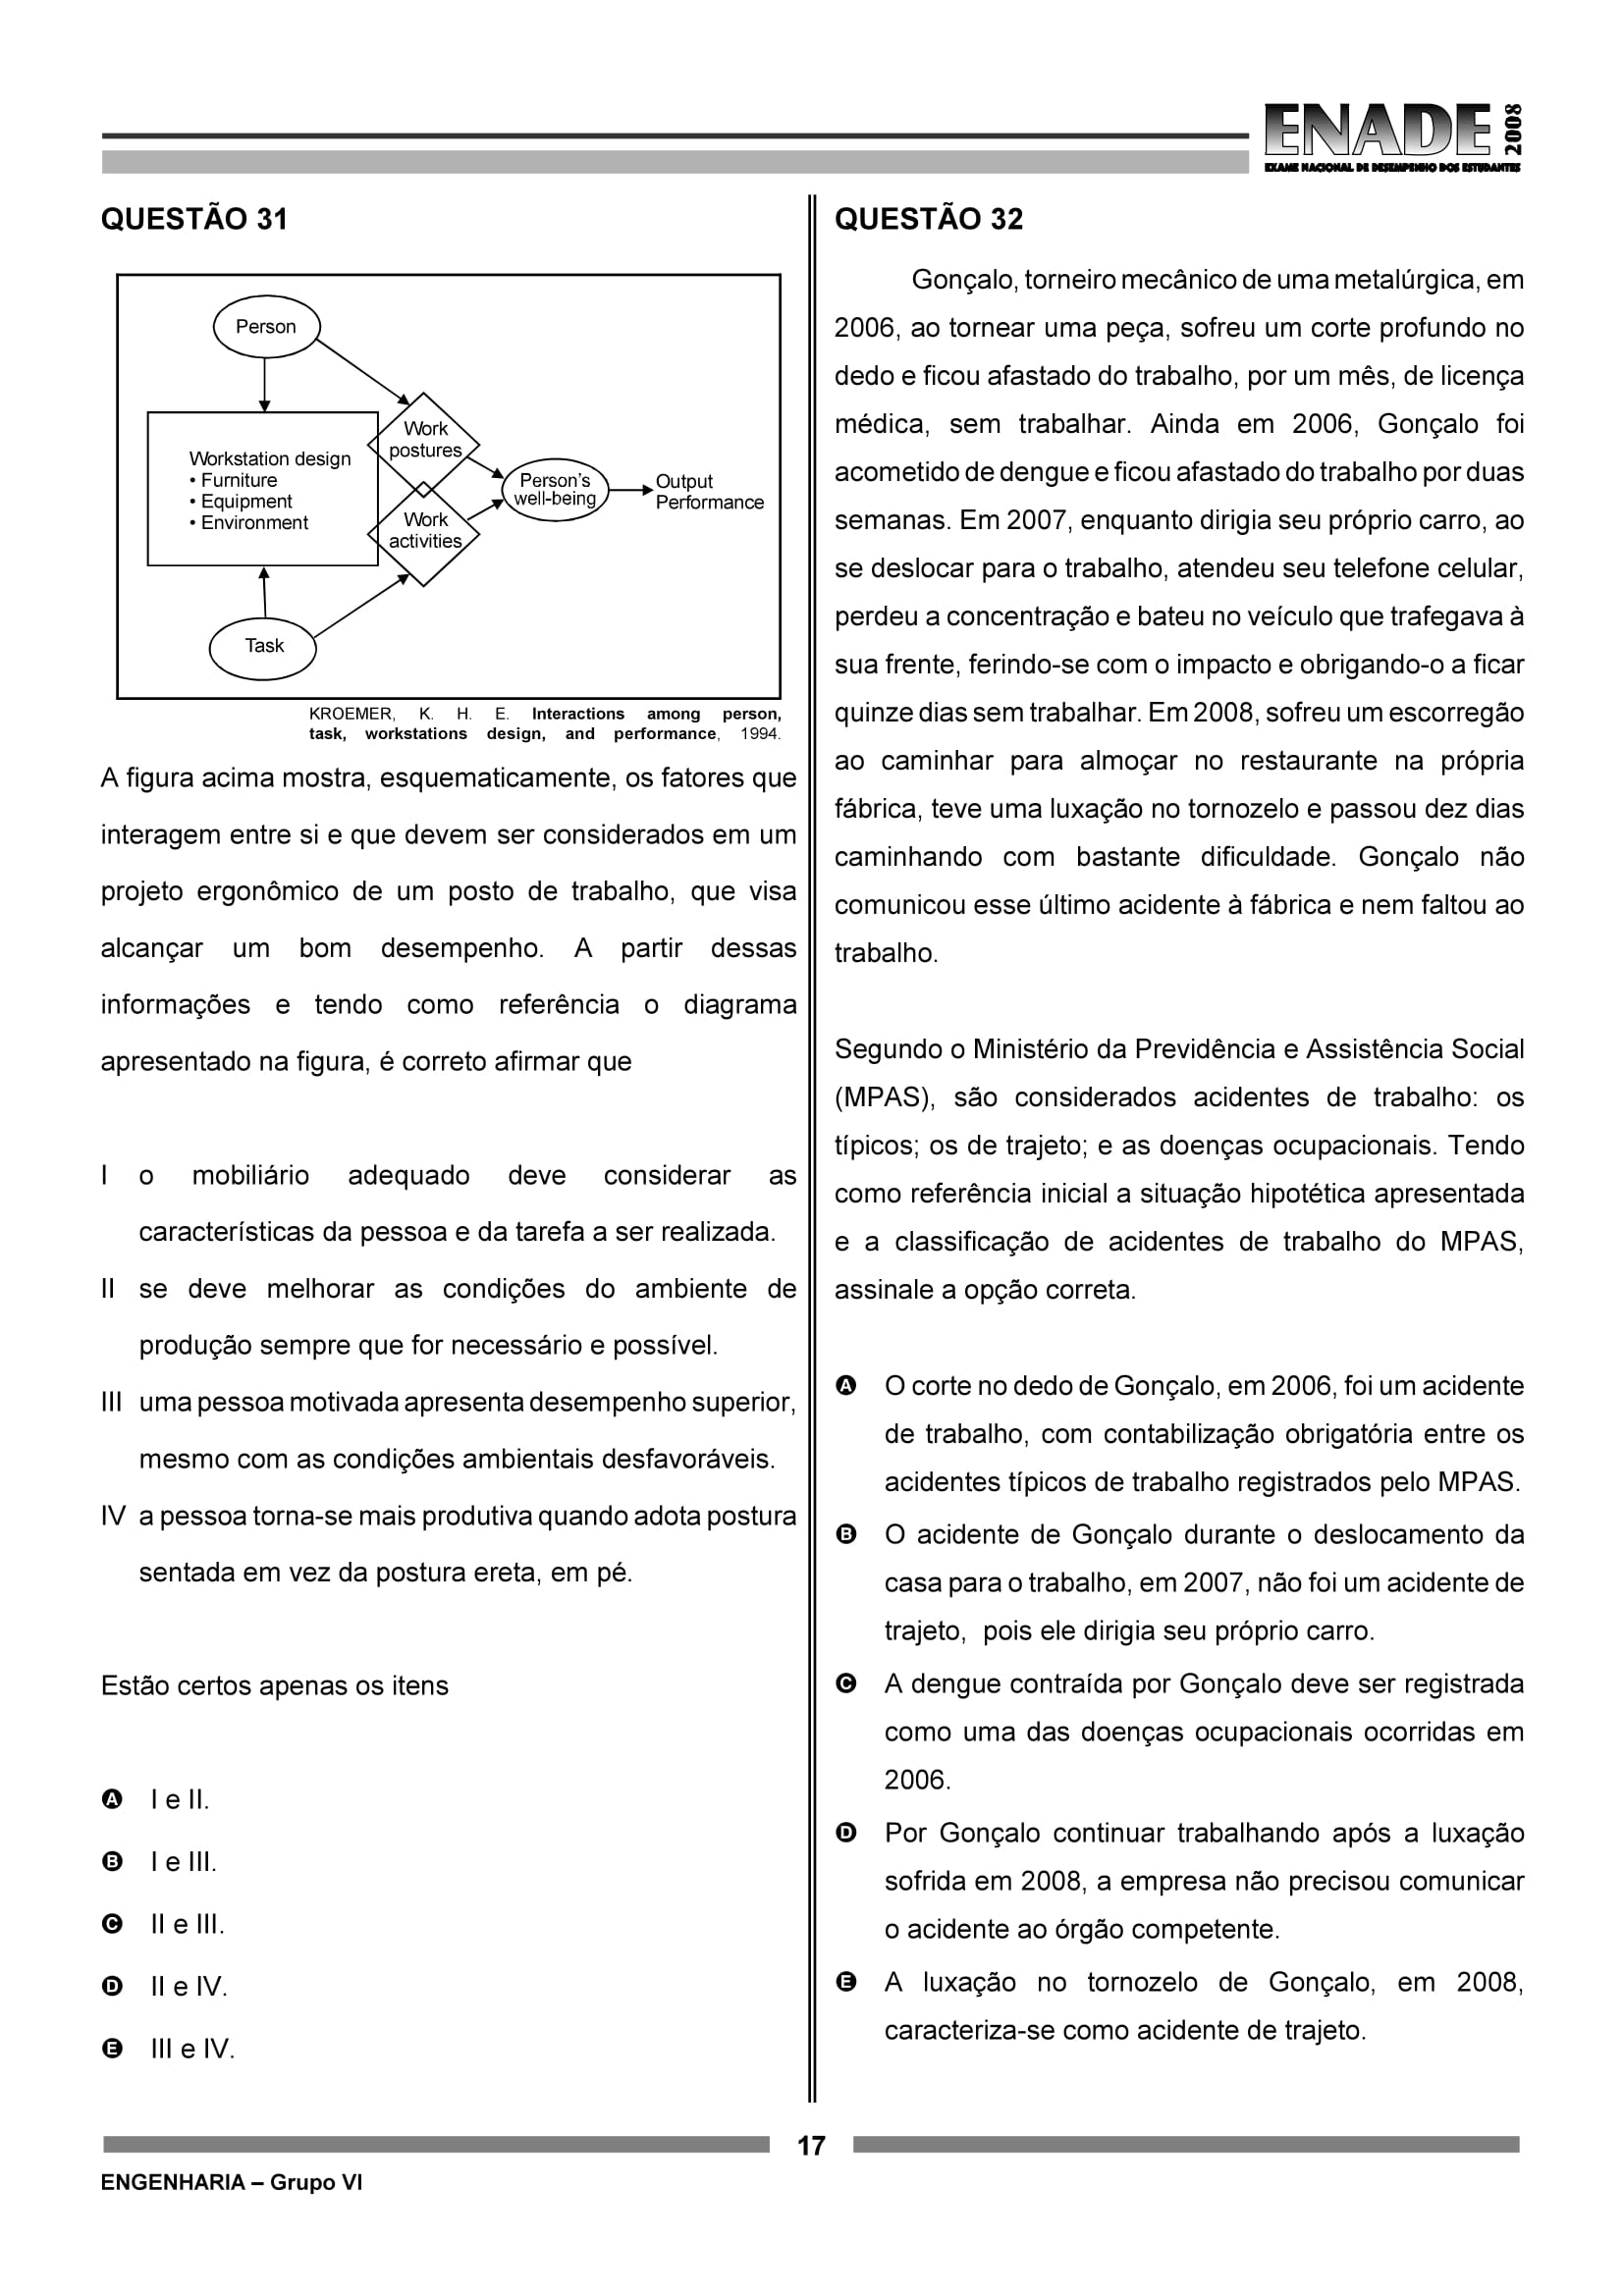 ENADE 2008
EXAME NACIONAL DE DESEMPENHO DOS ESTUDANTES
QUESTÃO 31
Person
Work
postures
Workstation design
• Furniture
• Equipment
• Environment
Person's
well-being
Output
Performance
Work
activities
Task
KROEMER, K. H. E. Interactions among person,
task, workstations design, and performance, 1994.
A figura acima mostra, esquematicamente, os fatores que
interagem entre si e que devem ser considerados em um
projeto ergonômico de um posto de trabalho, que visa
alcançar um bom desempenho. A partir dessas
informações e tendo como referência o diagrama
apresentado na figura, é correto afirmar que
I o mobiliário adequado deve considerar as
características da pessoa e da tarefa a ser realizada.
II se deve melhorar as condições do ambiente de
produção sempre que for necessário e possível.
III uma pessoa motivada apresenta desempenho superior,
mesmo com as condições ambientais desfavoráveis.
IV a pessoa torna-se mais produtiva quando adota postura
sentada em vez da postura ereta, em pé.
Estão certos apenas os itens
A I e II.
B I e III.
C II e III.
D II e IV.
E III e IV.
QUESTÃO 32
Gonçalo, torneiro mecânico de uma metalúrgica, em
2006, ao tornear uma peça, sofreu um corte profundo no
dedo e ficou afastado do trabalho, por um mês, de licença
médica, sem trabalhar. Ainda em 2006, Gonçalo foi
acometido de dengue e ficou afastado do trabalho por duas
semanas. Em 2007, enquanto dirigia seu próprio carro, ao
se deslocar para o trabalho, atendeu seu telefone celular,
perdeu a concentração e bateu no veículo que trafegava à
sua frente, ferindo-se com o impacto e obrigando-o a ficar
quinze dias sem trabalhar. Em 2008, sofreu um escorregão
ao caminhar para almoçar no restaurante na própria
fábrica, teve uma luxação no tornozelo e passou dez dias
caminhando com bastante dificuldade. Gonçalo não
comunicou esse último acidente à fábrica e nem faltou ao
trabalho.
Segundo o Ministério da Previdência e Assistência Social
(MPAS), são considerados acidentes de trabalho: os
típicos; os de trajeto; e as doenças ocupacionais. Tendo
como referência inicial a situação hipotética apresentada
e a classificação de acidentes de trabalho do MPAS,
assinale a opção correta.
A O corte no dedo de Gonçalo, em 2006, foi um acidente
de trabalho, com contabilização obrigatória entre os
acidentes típicos de trabalho registrados pelo MPAS.
B O acidente de Gonçalo durante o deslocamento da
casa para o trabalho, em 2007, não foi um acidente de
trajeto, pois ele dirigia seu próprio carro.
C A dengue contraída por Gonçalo deve ser registrada
como uma das doenças ocupacionais ocorridas em
2006.
D Por Gonçalo continuar trabalhando após a luxação
sofrida em 2008, a empresa não precisou comunicar
o acidente ao órgão competente.
E A luxação no tornozelo de Gonçalo, em 2008,
caracteriza-se como acidente de trajeto.
17
ENGENHARIA – Grupo VI